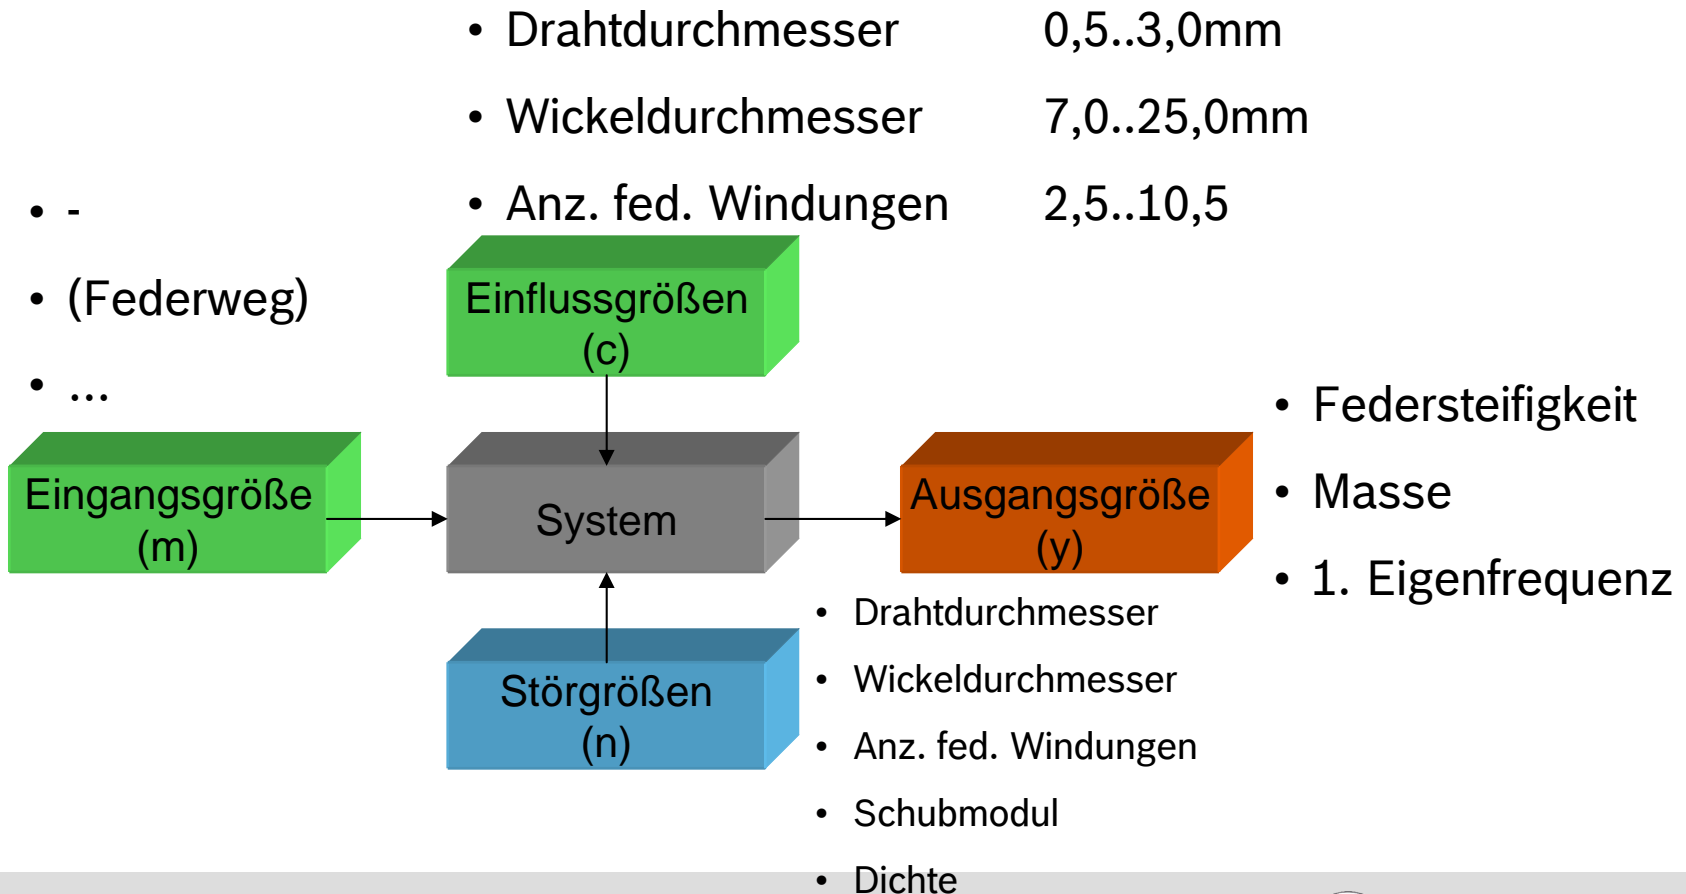 • Drahtdurchmesser 0,5..3,0mm
• Wickeldurchmesser 7,0..25,0mm
• Anz. fed. Windungen 2,5..10,5
• -
• (Federweg)
• ...
Einflussgrößen
(c)
Eingangsgröße
(m)
System
Ausgangsgröße
(y)
• Federsteifigkeit
• Masse
• 1. Eigenfrequenz
Störgrößen
(n)
• Drahtdurchmesser
• Wickeldurchmesser
• Anz. fed. Windungen
• Schubmodul
• Dichte